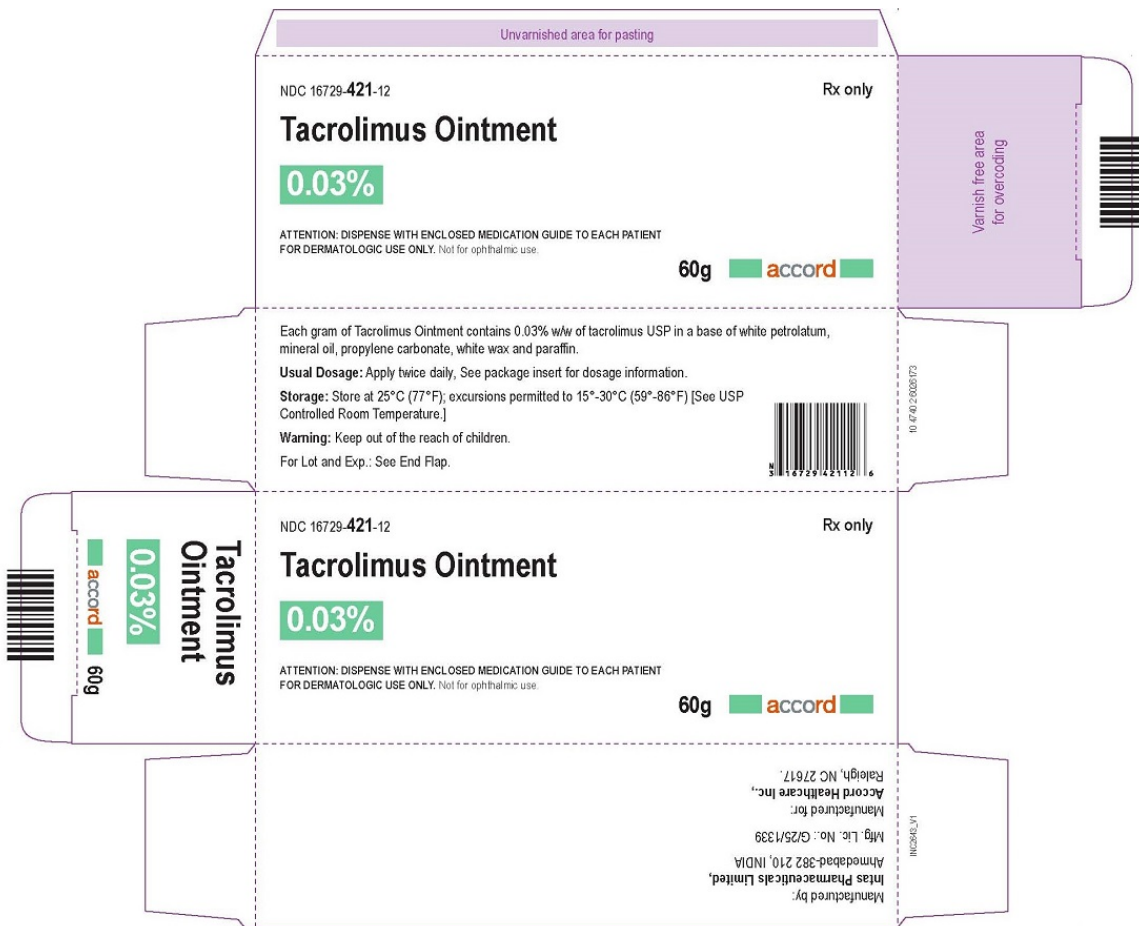 Unvarnished area for pasting
NDC 16729-421-12
Rx only
Tacrolimus Ointment
0.03%
ATTENTION: DISPENSE WITH ENCLOSED MEDICATION GUIDE TO EACH PATIENT
FOR DERMATOLOGIC USE ONLY. Not for ophthalmic use.
60g
accord
Varnish free area
for overcoding
Each gram of Tacrolimus Ointment contains 0.03% w/w of tacrolimus USP in a base of white petrolatum,
mineral oil, propylene carbonate, white wax and paraffin.
Usual Dosage: Apply twice daily, See package insert for dosage information.
Storage: Store at 25°C (77°F); excursions permitted to 15°-30°C (59°-86°F) [See USP
Controlled Room Temperature.]
Warning: Keep out of the reach of children.
For Lot and Exp.: See End Flap.
N
3 16729 42112 6
10 4740 2 6026173
Tacrolimus
Ointment
0.03%
accord
60g
NDC 16729-421-12
Rx only
Tacrolimus Ointment
0.03%
ATTENTION: DISPENSE WITH ENCLOSED MEDICATION GUIDE TO EACH PATIENT
FOR DERMATOLOGIC USE ONLY. Not for ophthalmic use.
60g
accord
Manufactured by:
Intas Pharmaceuticals Limited,
Ahmedabad-382 210, INDIA
Mfg. Lic. No.: G/25/1339
Manufactured for:
Accord Healthcare Inc.,
Raleigh, NC 27617.
INC2643_V1